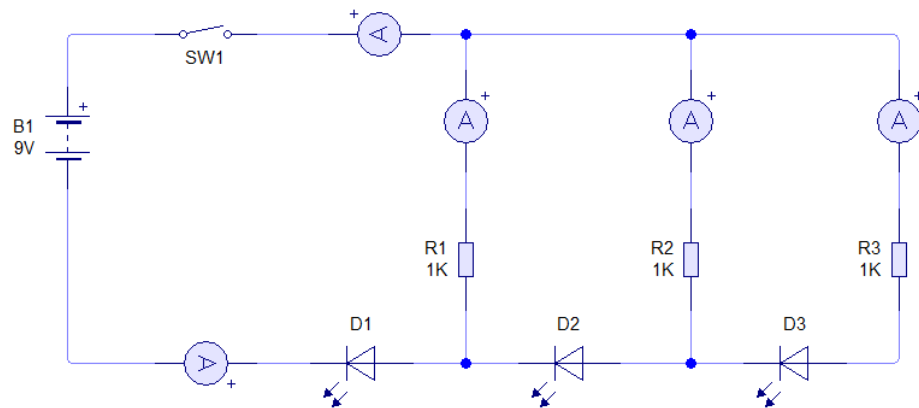 +
A
SW1
+
B1
9V
+
A
+
A
+
A
R1
1K
R2
1K
R3
1K
D1
D2
D3
A
+